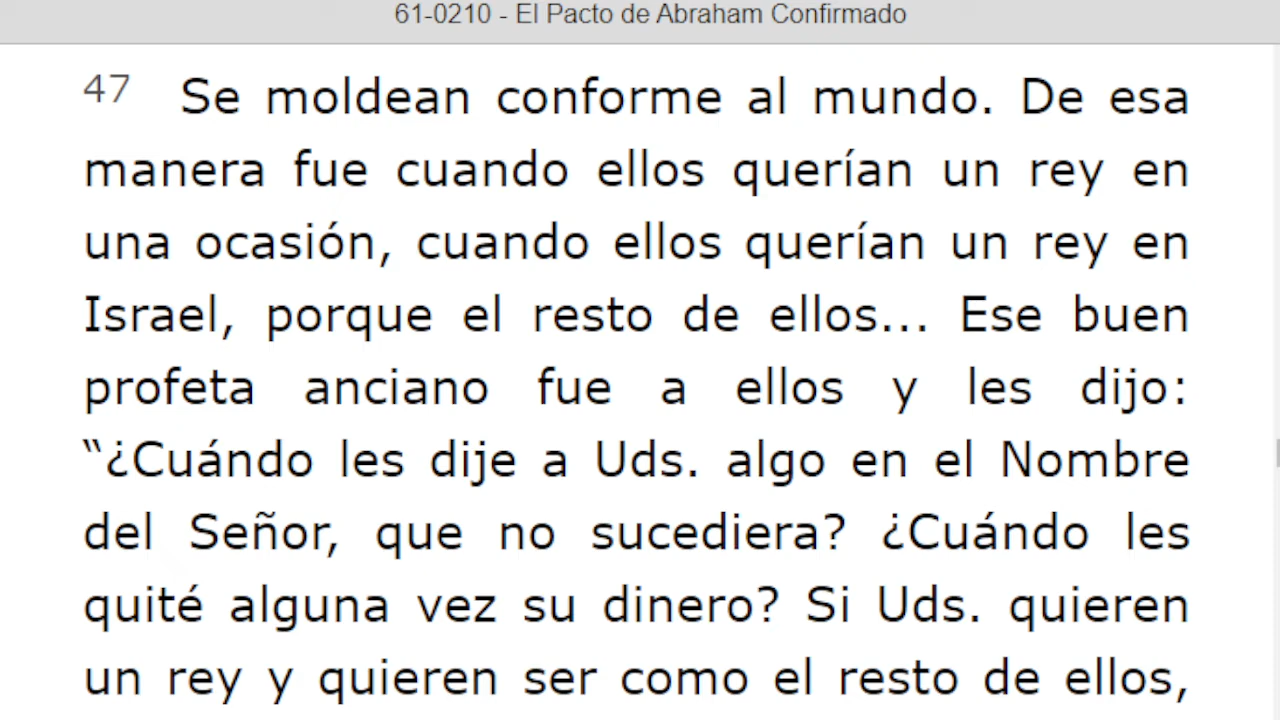 61-0210 - El Pacto de Abraham Confirmado
47 Se moldean conforme al mundo. De esa
manera fue cuando ellos querían un rey en
una ocasión, cuando ellos querían un rey en
Israel, porque el resto de ellos... Ese buen
profeta anciano fue a ellos y les dijo:
“¿Cuándo les dije a Uds. algo en el Nombre
del Señor, que no sucediera? ¿Cuándo les
quité alguna vez su dinero? Si Uds. quieren
un rey y quieren ser como el resto de ellos,